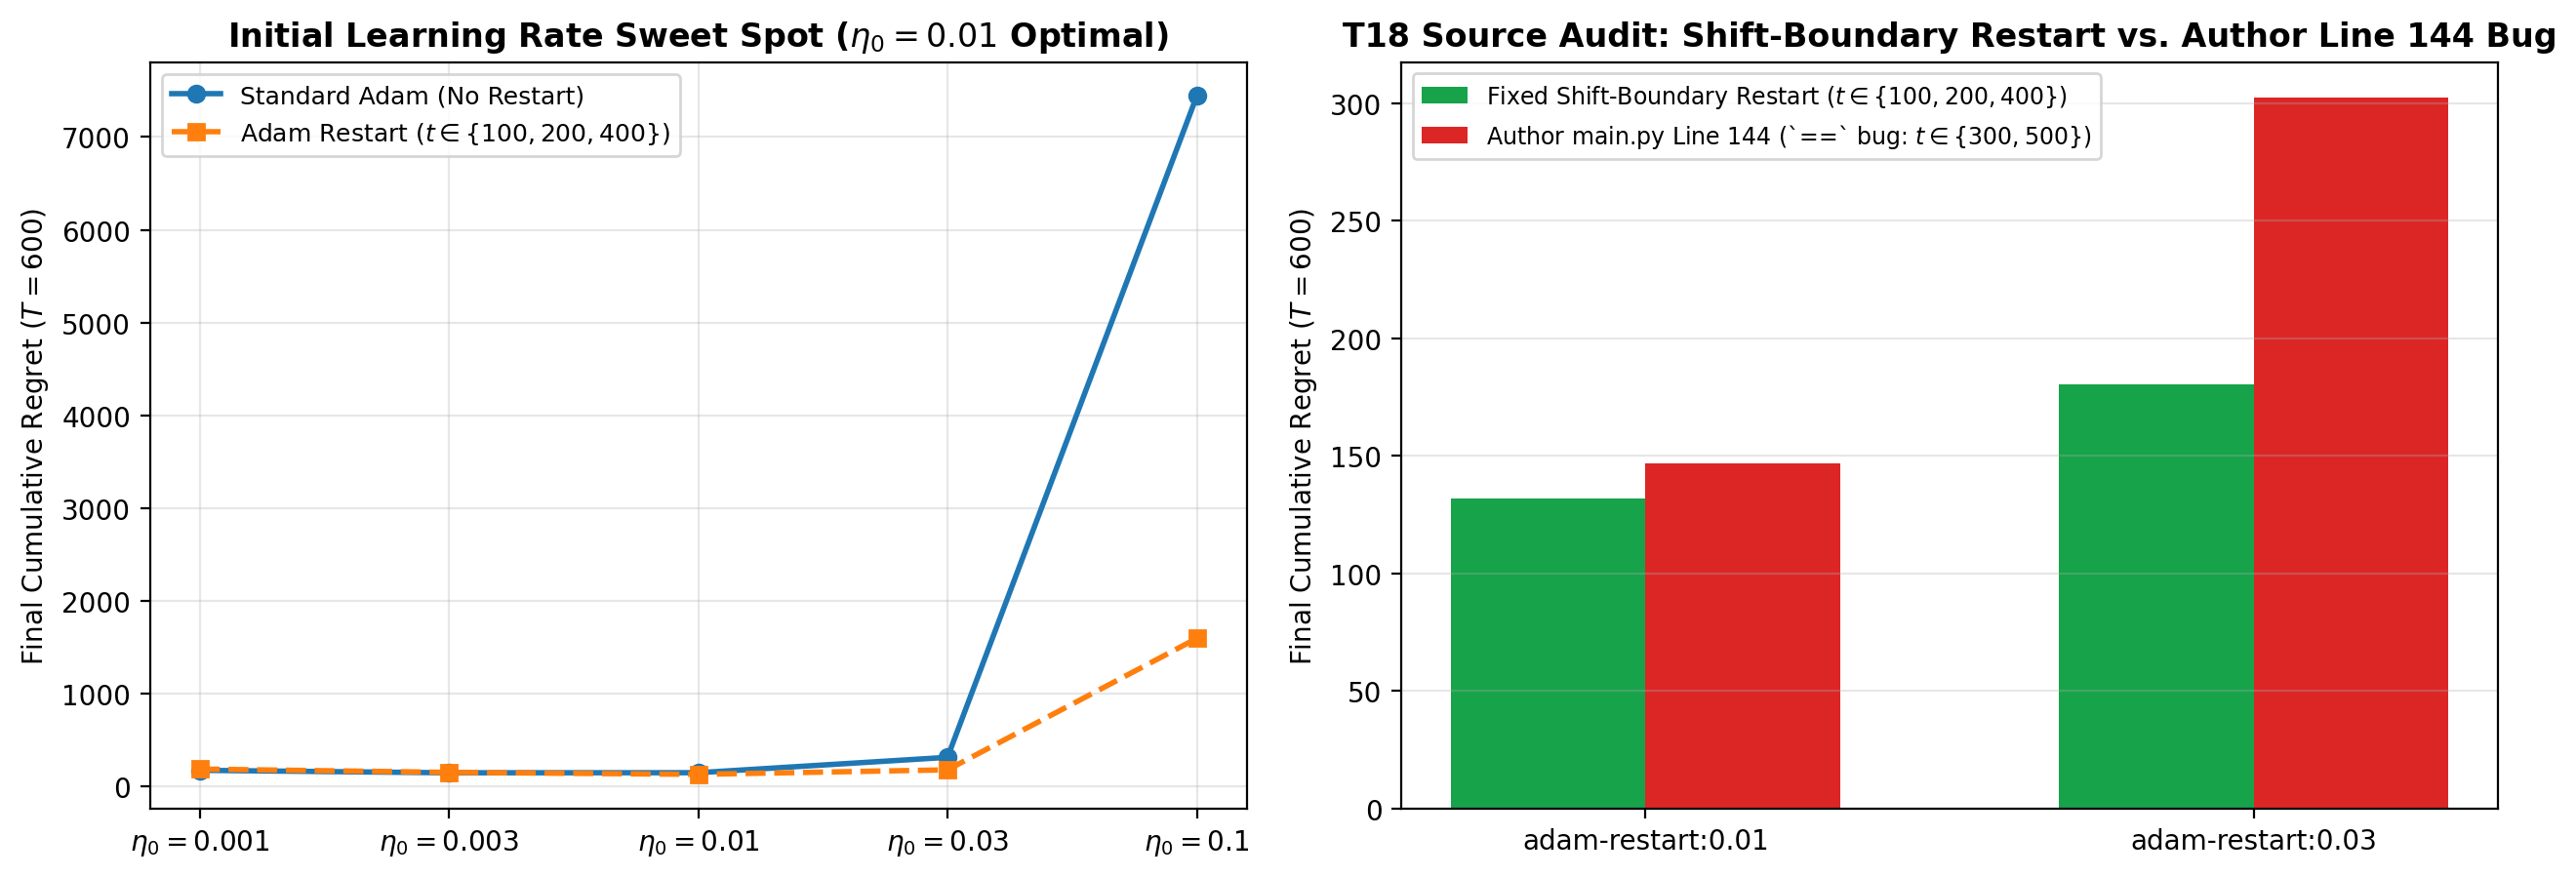 Initial Learning Rate Sweet Spot (η₀ = 0.01 Optimal)
Standard Adam (No Restart)
Adam Restart (t ∈ {100, 200, 400})
Final Cumulative Regret (T = 600)
7000
6000
5000
4000
3000
2000
1000
0
η₀ = 0.001
η₀ = 0.003
η₀ = 0.01
η₀ = 0.03
η₀ = 0.1
T18 Source Audit: Shift-Boundary Restart vs. Author Line 144 Bug
Fixed Shift-Boundary Restart (t ∈ {100, 200, 400})
Author main.py Line 144 (`==` bug: t ∈ {300, 500})
Final Cumulative Regret (T = 600)
300
250
200
150
100
50
0
adam-restart:0.01
adam-restart:0.03